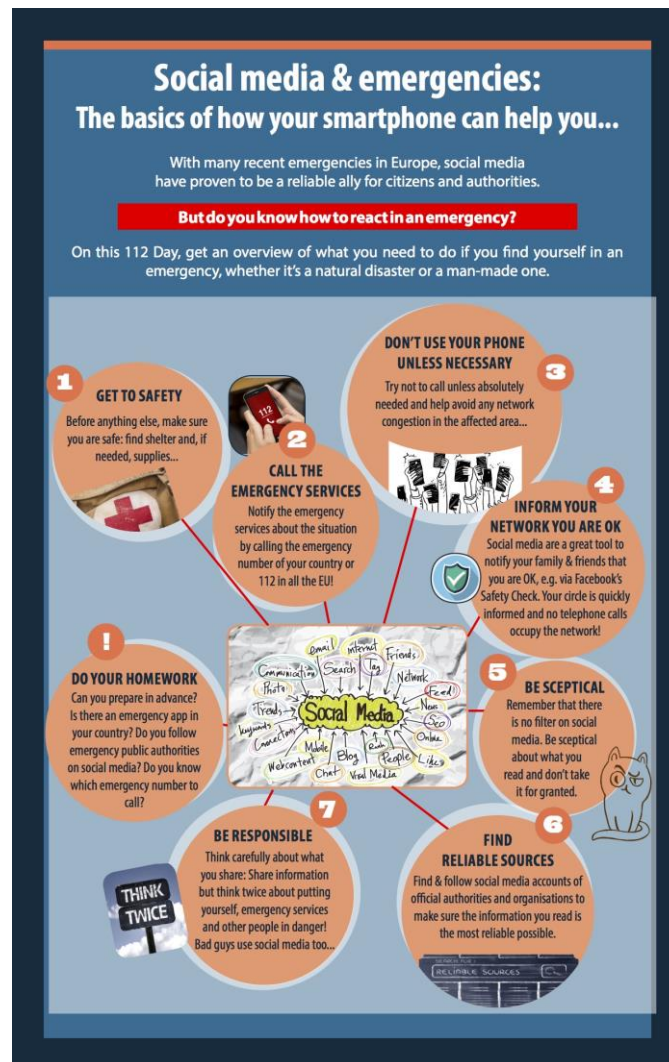 Social media & emergencies:
The basics of how your smartphone can help you...
With many recent emergencies in Europe, social media
have proven to be a reliable ally for citizens and authorities.
But do you know how to react in an emergency?
On this 112 Day, get an overview of what you need to do if you find yourself in an
emergency, whether it's a natural disaster or a man-made one.
1
GET TO SAFETY
Before anything else, make sure
you are safe: find shelter and, if
needed, supplies...
112
2
CALL THE
EMERGENCY SERVICES
Notify the emergency
services about the situation
by calling the emergency
number of your country or
112 in all the EU!
3
DON'T USE YOUR PHONE
UNLESS NECESSARY
Try not to call unless absolutely
needed and help avoid any network
congestion in the affected area...
4
INFORM YOUR
NETWORK YOU ARE OK
Social media are a great tool to
notify your family & friends that
you are OK, e.g. via Facebook's
Safety Check. Your circle is quickly
informed and no telephone calls
occupy the network!
5
BE SCEPTICAL
Remember that there
is no filter on social
media. Be sceptical
about what you
read and don't take
it for granted.
6
FIND
RELIABLE SOURCES
Find & follow social media accounts of
official authorities and organisations to
make sure the information you read is
the most reliable possible.
RELIABLE SOURCES
7
BE RESPONSIBLE
Think carefully about what
you share: Share information
but think twice about putting
yourself, emergency services
and other people in danger!
Bad guys use social media too...
THINK
TWICE
!
DO YOUR HOMEWORK
Can you prepare in advance?
Is there an emergency app in
your country? Do you follow
emergency public authorities
on social media? Do you know
which emergency number to
call?
email
internet
Friends
Communication
Search
Tag
Network
Photo
Feed
Trends
Social Media
News
Seo
keywords
Connection
Online
Mobile
Blog
People
Likes
Webcontent
Chat
Viral Media